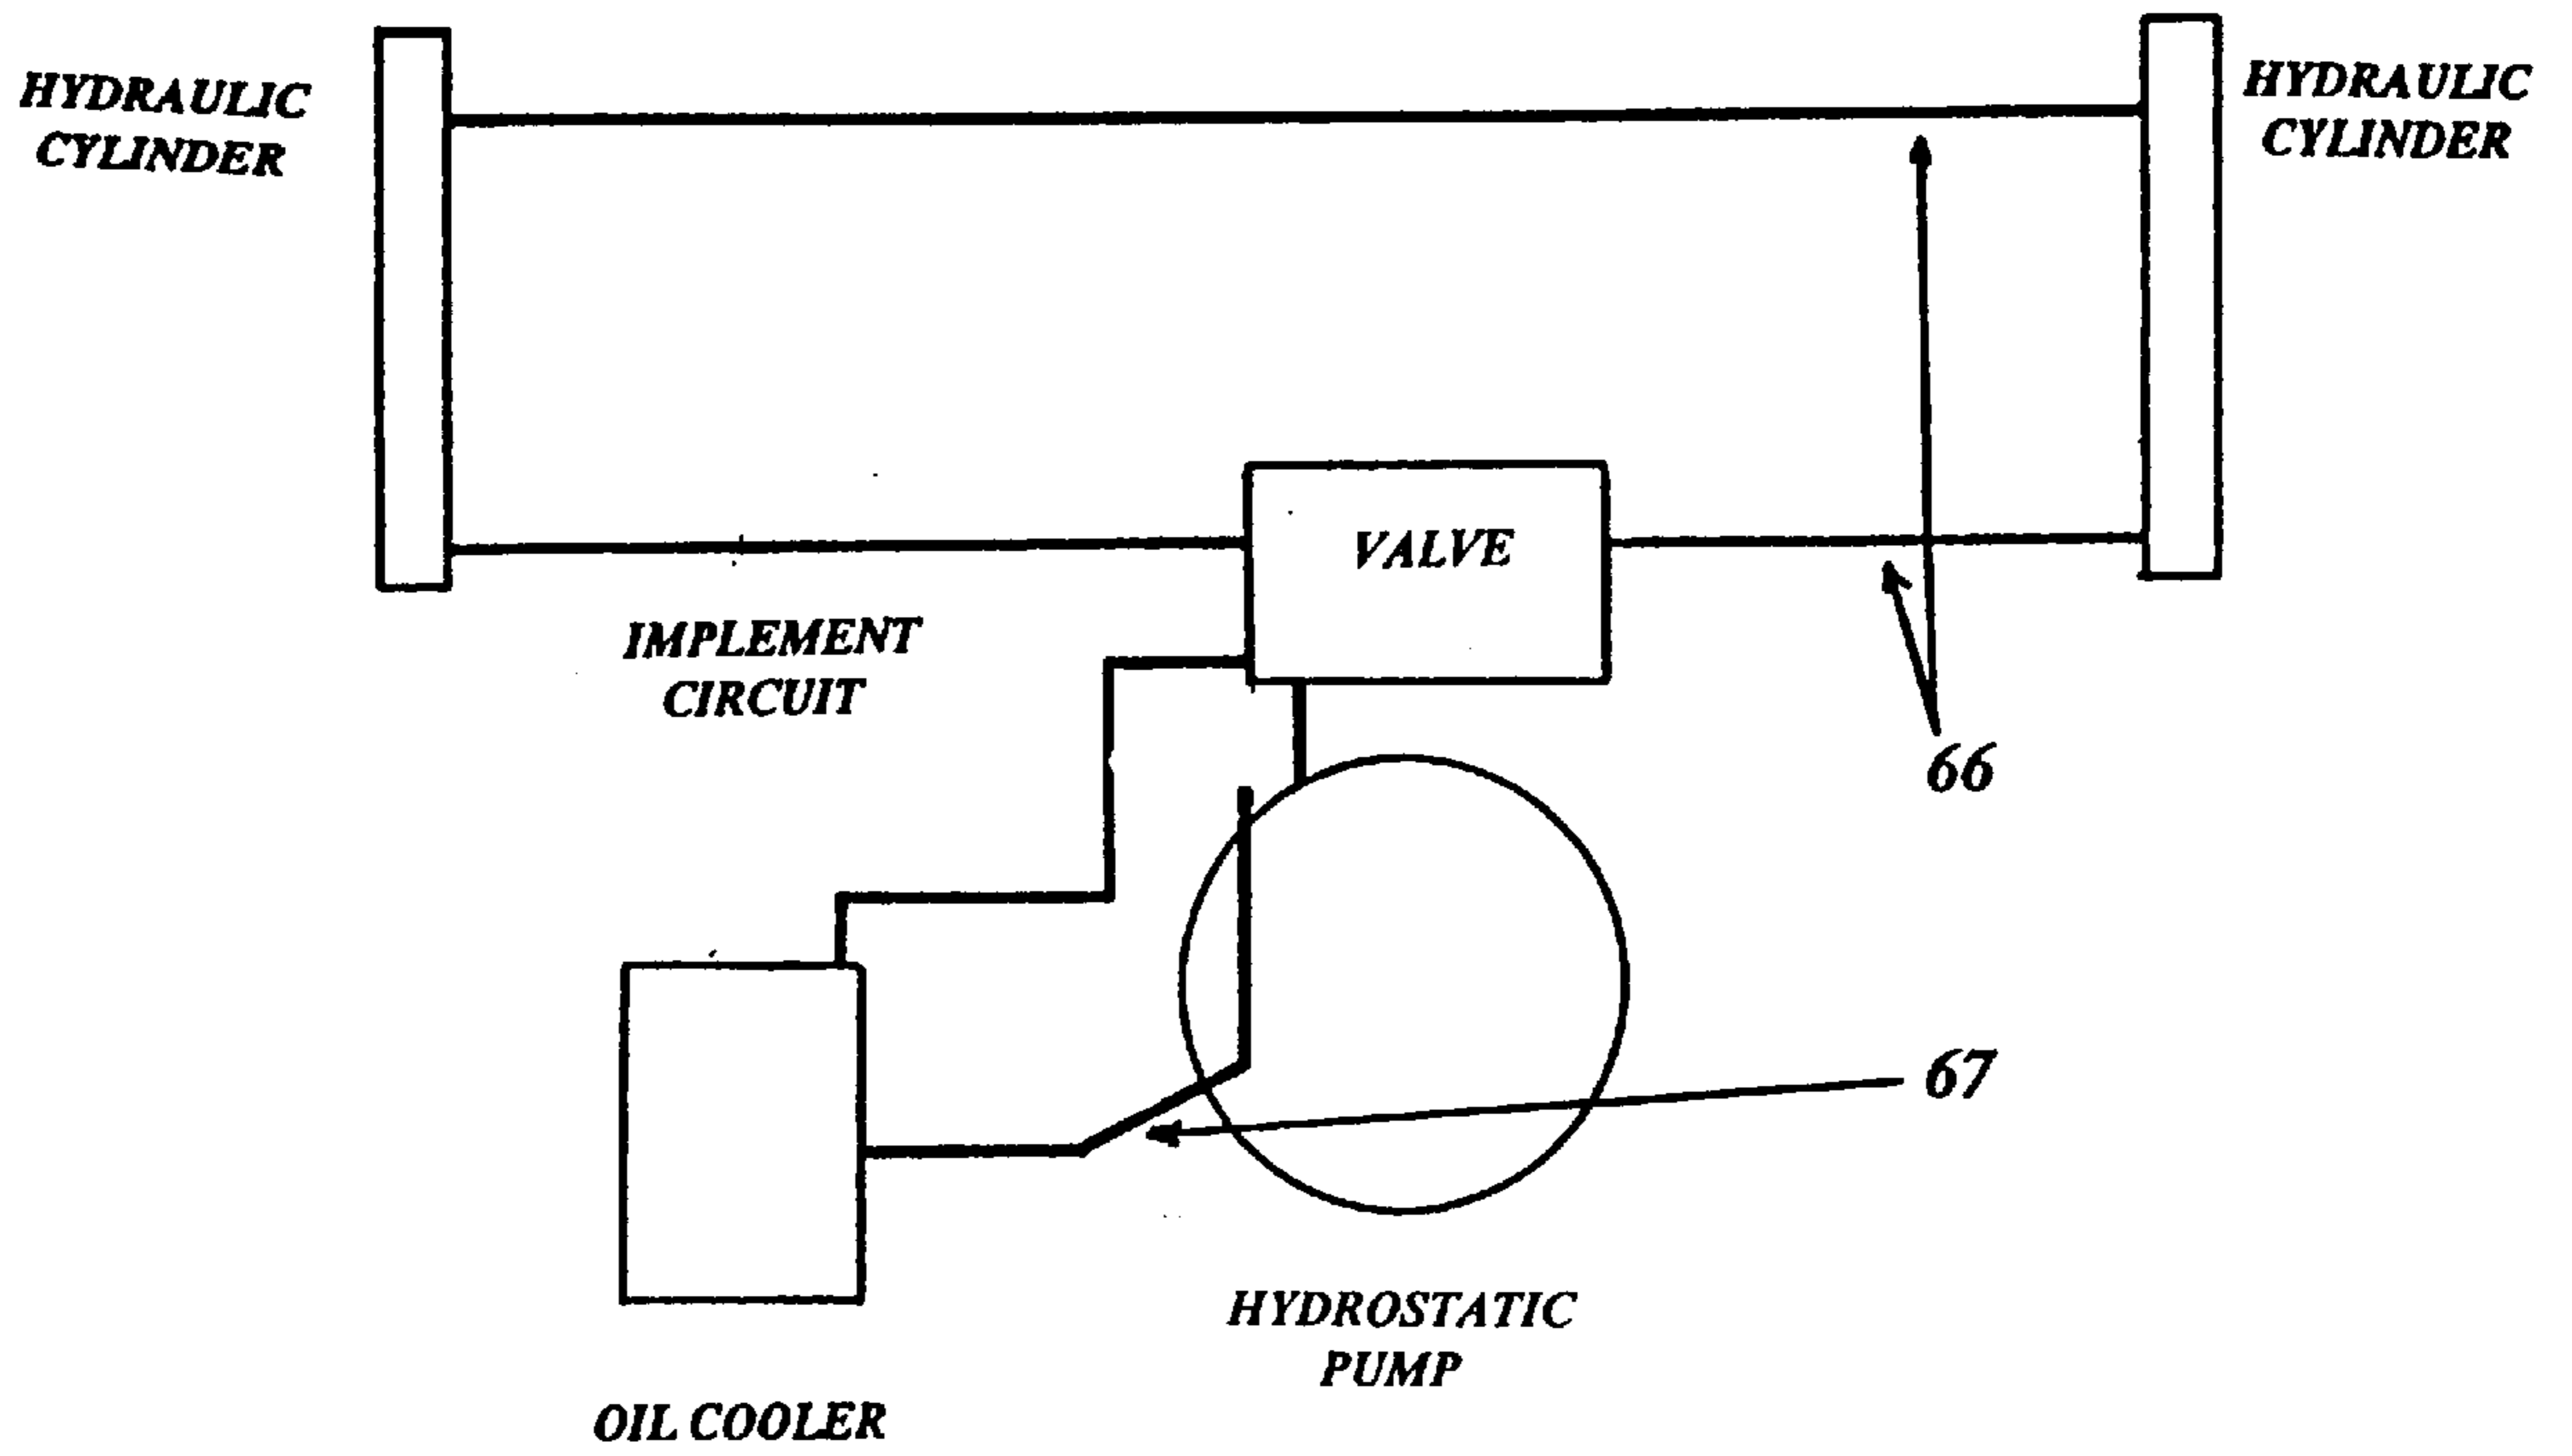 HYDRAULIC
CYLINDER
HYDRAULIC
CYLINDER
VALVE
IMPLEMENT
CIRCUIT
66
67
HYDROSTATIC
PUMP
OIL COOLER